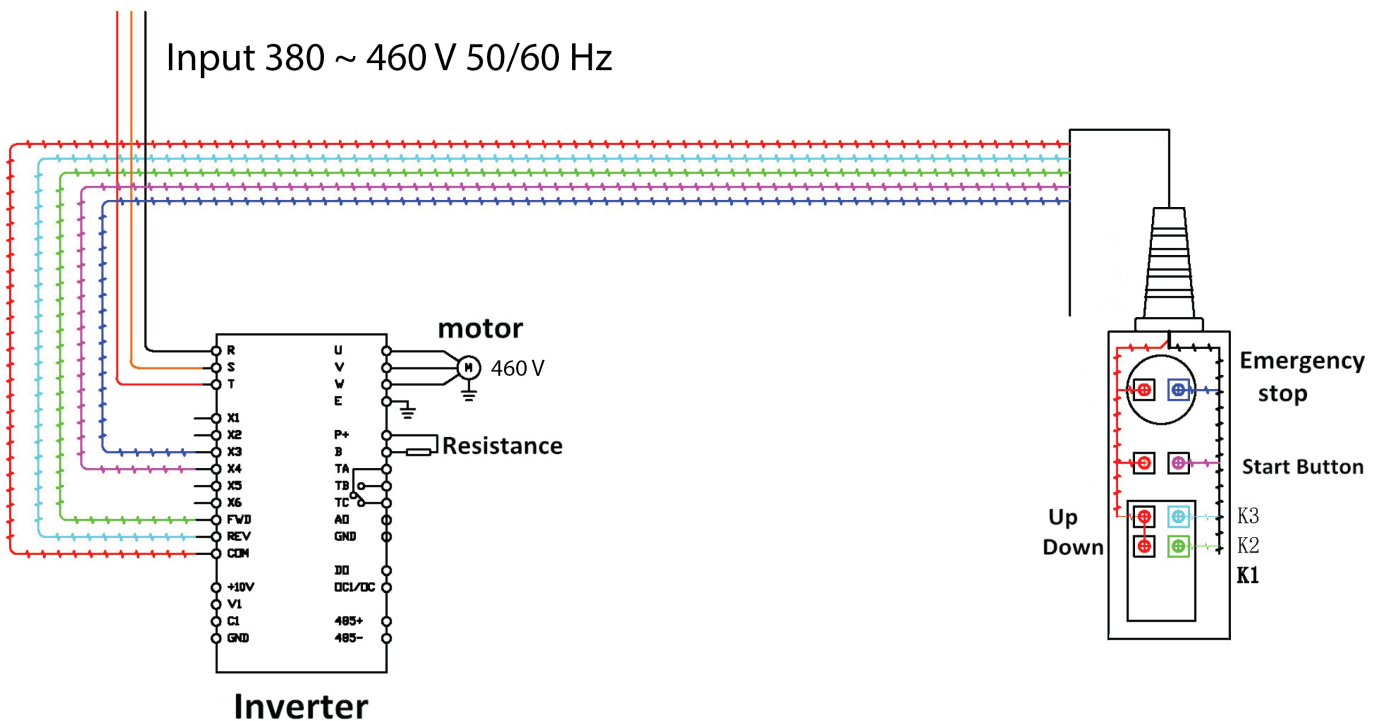 Input 380 ~ 460 V 50/60 Hz
motor
M
460 V
R
S
T
X1
X2
X3
X4
X5
X6
FWD
REV
COM
+10V
V1
C1
GND
U
V
W
E
P+
B
TA
TB
TC
AO
GND
DO
OC1/OC
485+
485-
Resistance
Inverter
Emergency
stop
Start Button
Up
Down
K3
K2
K1